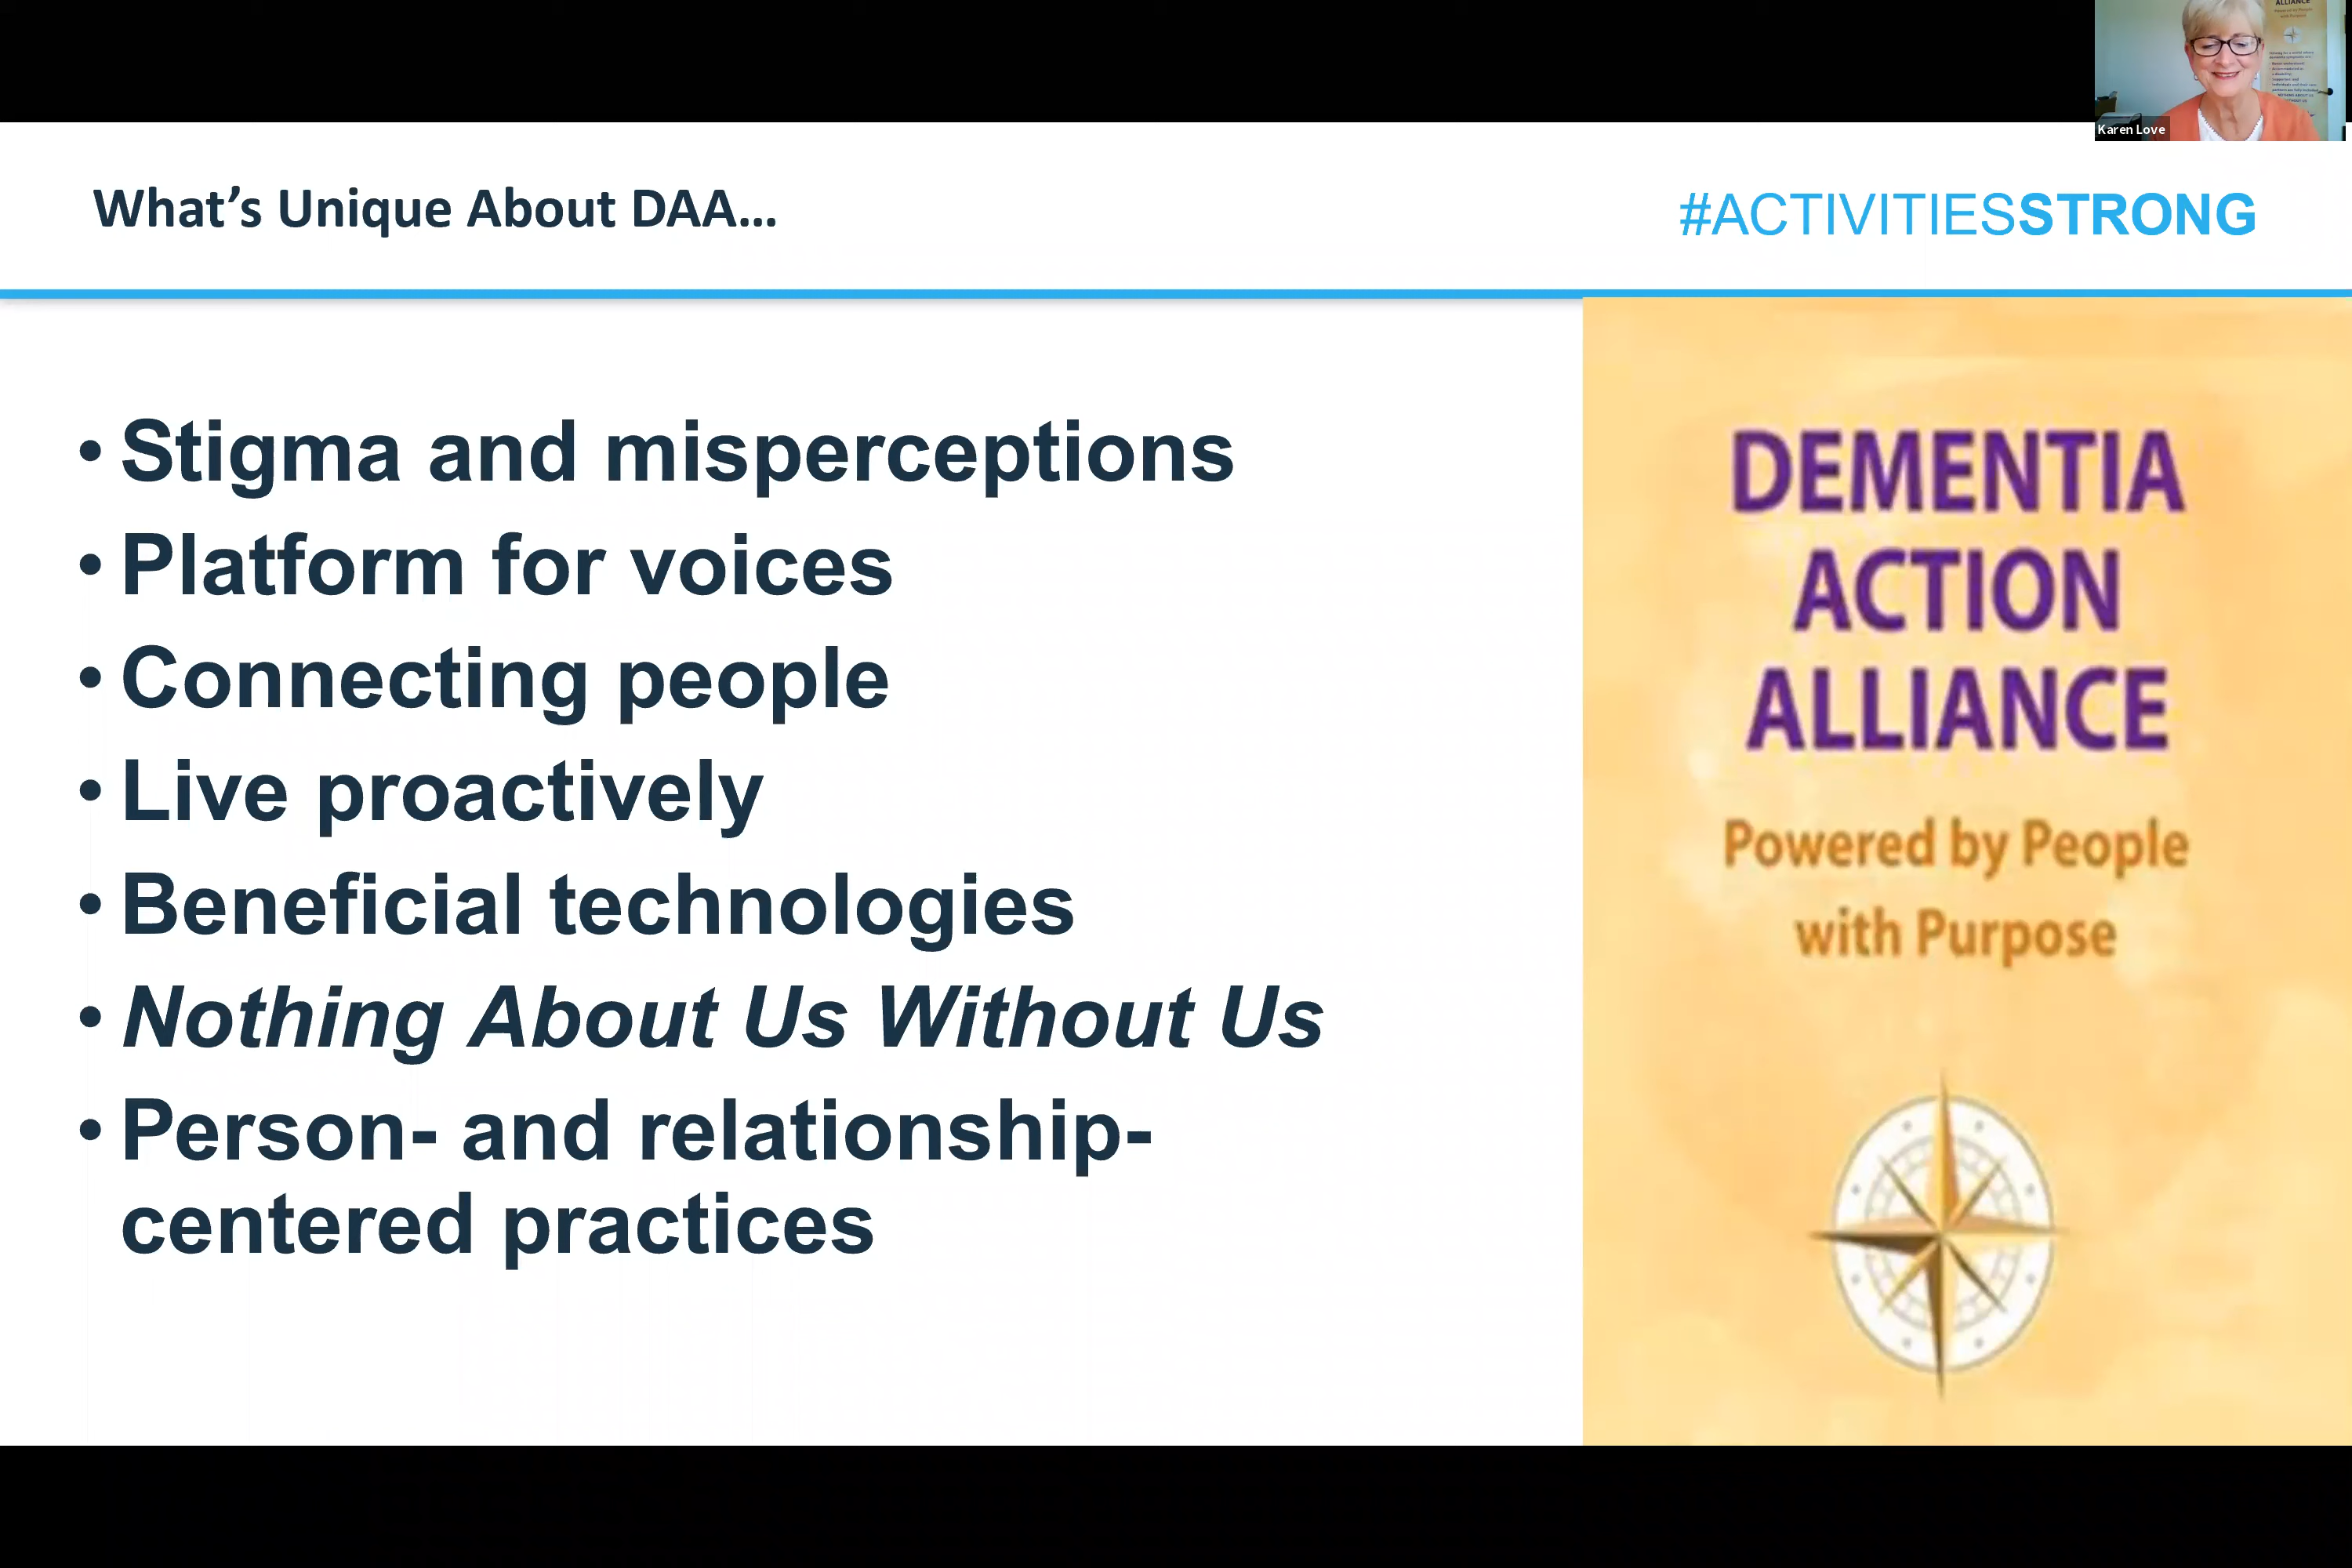 ALLIANCE
Karen Love
What’s Unique About DAA...
#ACTIVITIESSTRONG
• Stigma and misperceptions
• Platform for voices
• Connecting people
• Live proactively
• Beneficial technologies
• Nothing About Us Without Us
• Person- and relationship-
centered practices
DEMENTIA
ACTION
ALLIANCE
Powered by People
with Purpose